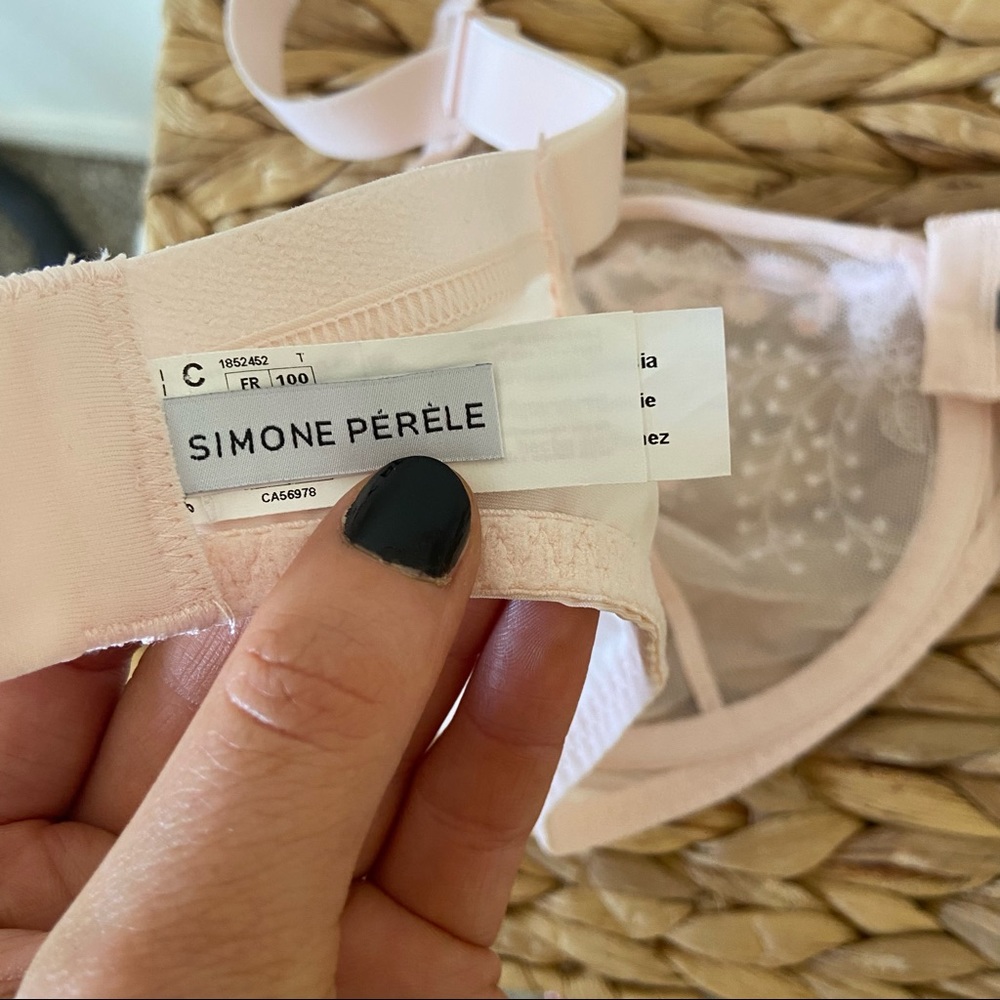 C 1852452 T
FR 100
SIMONE PÉRÈLE
CA56978
ia
ie
nez